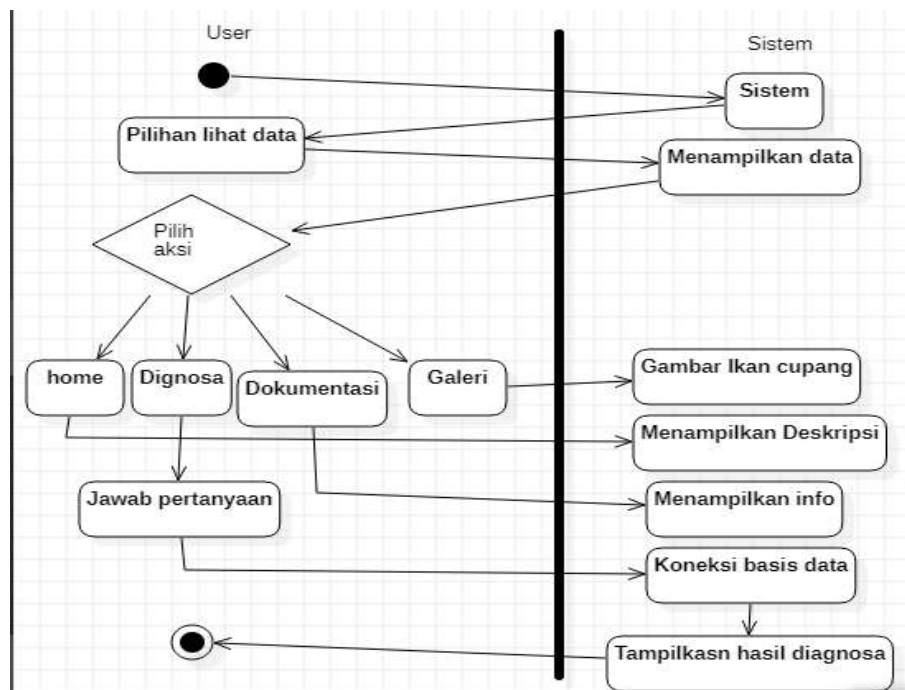 User
Sistem
Sistem
Pilihan lihat data
Menampilkan data
Pilih
aksi
home
Dignosa
Dokumentasi
Galeri
Gambar Ikan cupang
Menampilkan Deskripsi
Jawab pertanyaan
Menampilkan info
Koneksi basis data
Tampilkasn hasil diagnosa